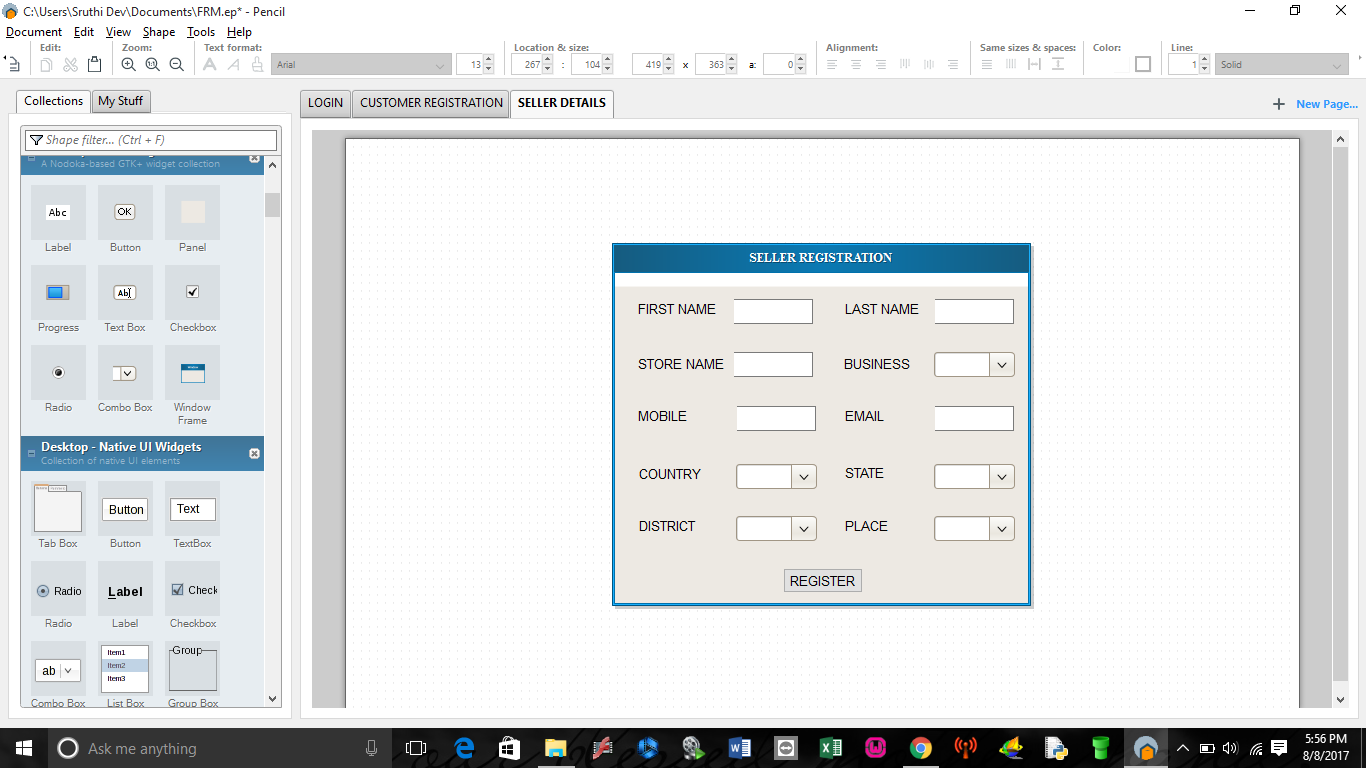 C:\Users\Sruthi Dev\Documents\FRM.ep* - Pencil
Document Edit View Shape Tools Help
Edit: Zoom: Text format: Location & size: Alignment: Same sizes & spaces: Color: Line:
Arial 13 267 : 104 419 x 363 a: 0 1 Solid
Collections My Stuff
LOGIN CUSTOMER REGISTRATION SELLER DETAILS
New Page...
Shape filter... (Ctrl + F)
A Nodoka-based GTK+ widget collection
Abc OK
Label Button Panel
Ab
Progress Text Box Checkbox
Radio Combo Box Window
Frame
Desktop - Native UI Widgets
Collection of native UI elements
Button Text
Tab Box Button TextBox
Radio Label Check
Radio Label Checkbox
ab Item1 Group
Item2
Item3
Combo Box List Box Group Box
SELLER REGISTRATION
FIRST NAME LAST NAME
STORE NAME BUSINESS
MOBILE EMAIL
COUNTRY STATE
DISTRICT PLACE
REGISTER
Ask me anything
5:56 PM
8/8/2017